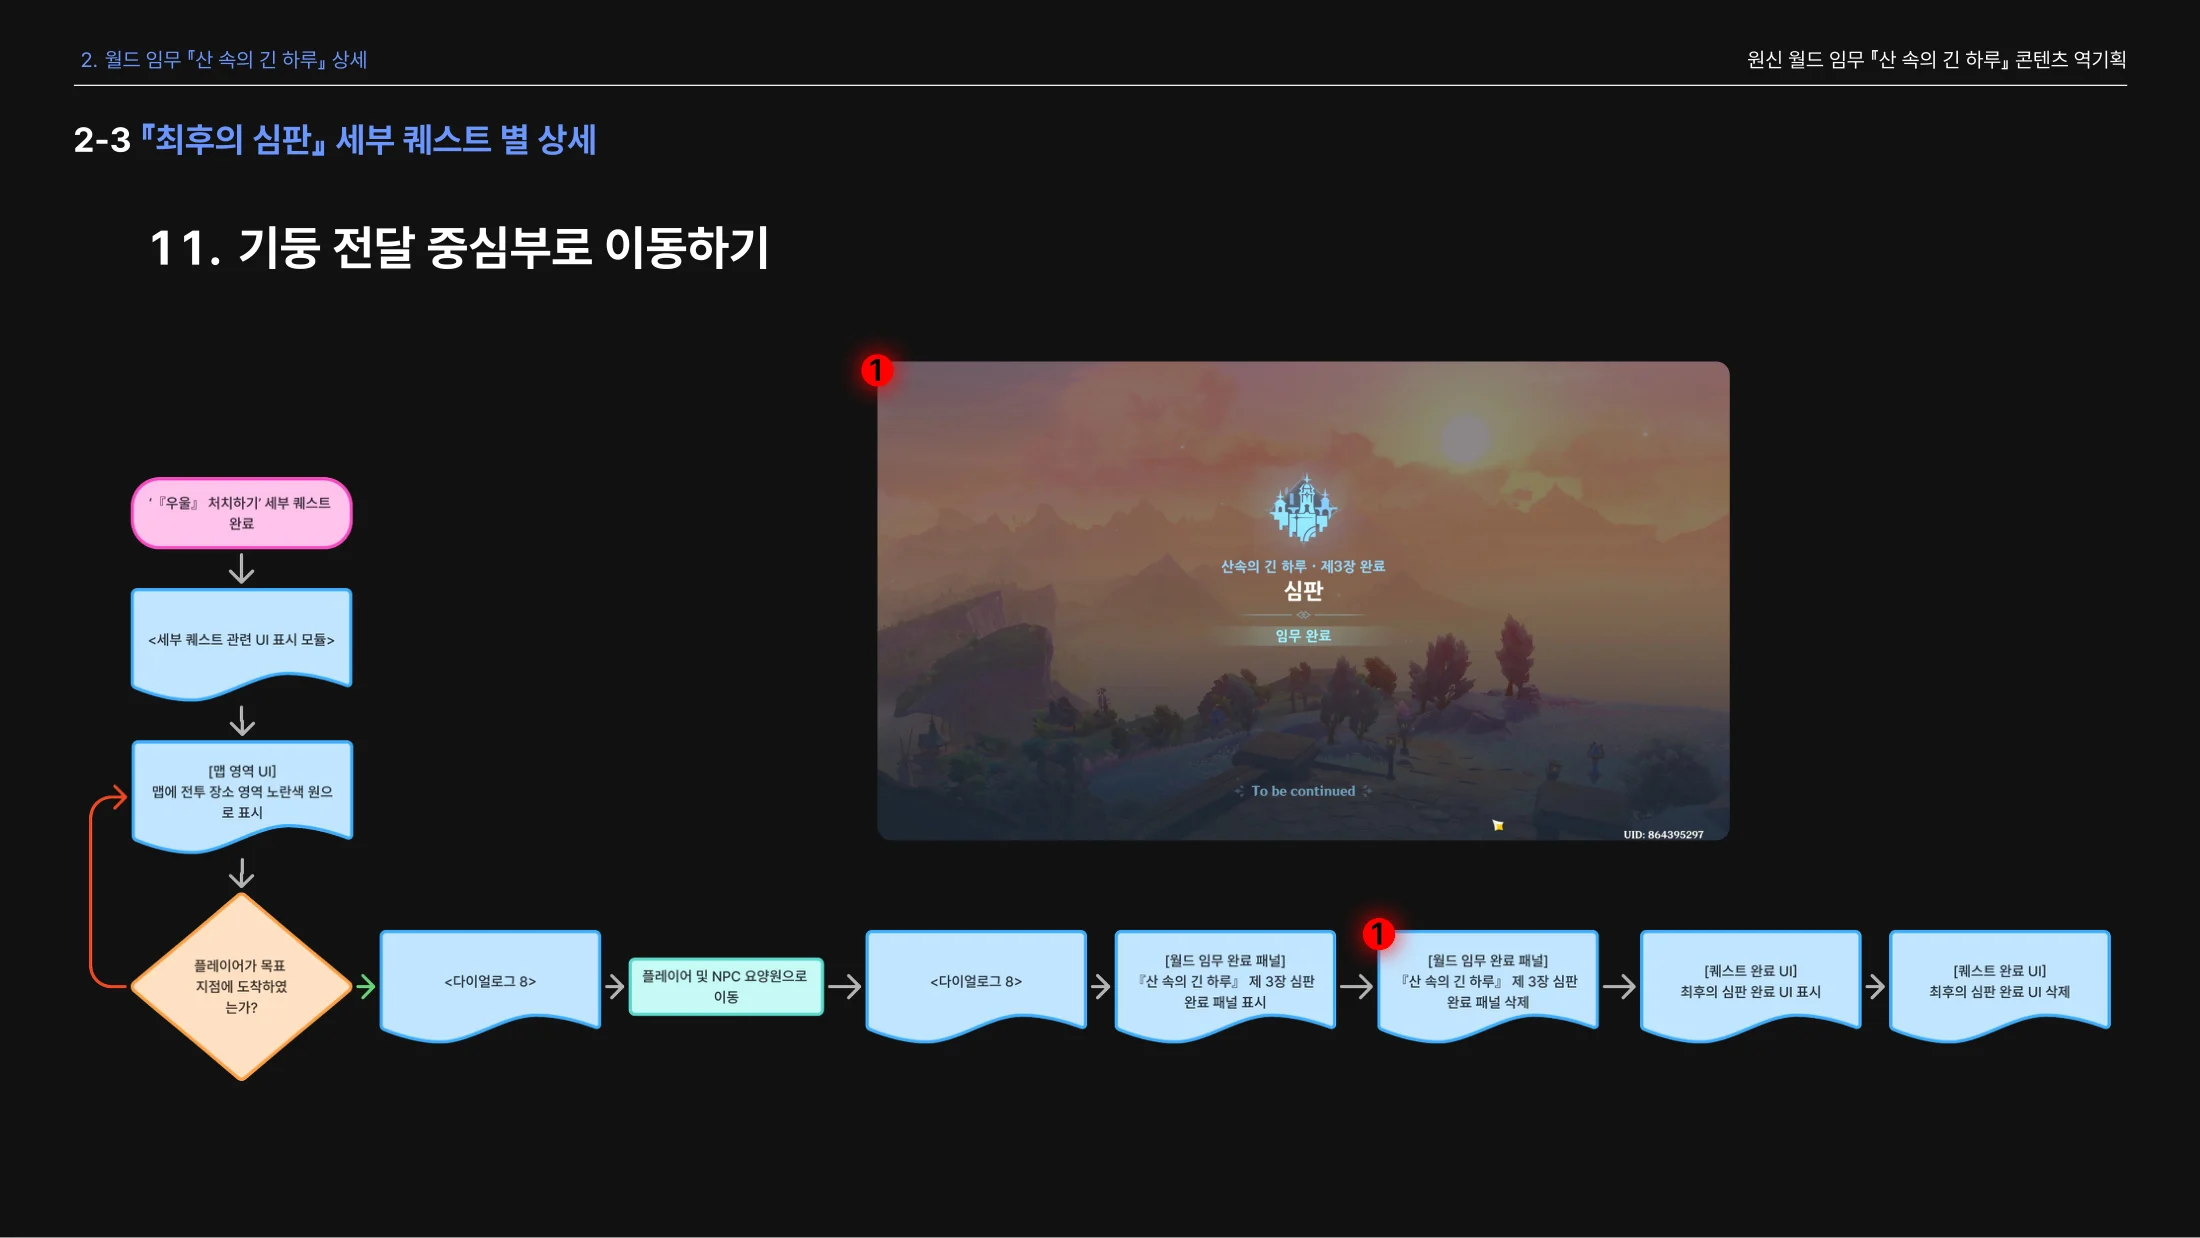 2. 월드 임무 『산 속의 긴 하루』 상세
원신 월드 임무 『산 속의 긴 하루』 콘텐츠 역기획
2-3 『최후의 심판』 세부 퀘스트 별 상세
11. 기둥 전달 중심부로 이동하기
1
산속의 긴 하루 · 제3장 완료
심판
임무 완료
To be continued
UID: 864395297
‘『우울』 처치하기’ 세부 퀘스트
완료
<세부 퀘스트 관련 UI 표시 모듈>
[맵 영역 UI]
맵에 전투 장소 영역 노란색 원으
로 표시
플레이어가 목표
지점에 도착하였
는가?
<다이얼로그 8>
플레이어 및 NPC 요양원으로
이동
<다이얼로그 8>
[월드 임무 완료 패널]
『산 속의 긴 하루』 제 3장 심판
완료 패널 표시
1
[월드 임무 완료 패널]
『산 속의 긴 하루』 제 3장 심판
완료 패널 삭제
[퀘스트 완료 UI]
최후의 심판 완료 UI 표시
[퀘스트 완료 UI]
최후의 심판 완료 UI 삭제